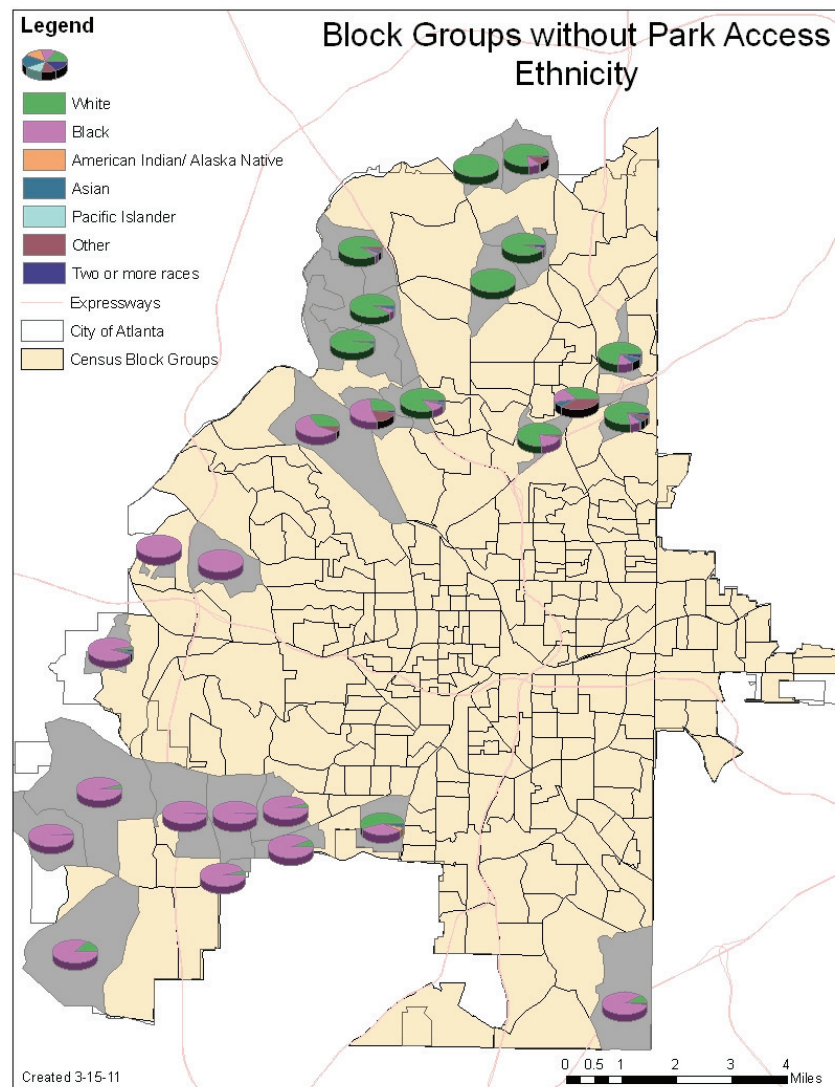 Legend
Block Groups without Park Access
Ethnicity
White
Black
American Indian/ Alaska Native
Asian
Pacific Islander
Other
Two or more races
Expressways
City of Atlanta
Census Block Groups
Created 3-15-11
0 0.5 1 2 3 4
Miles